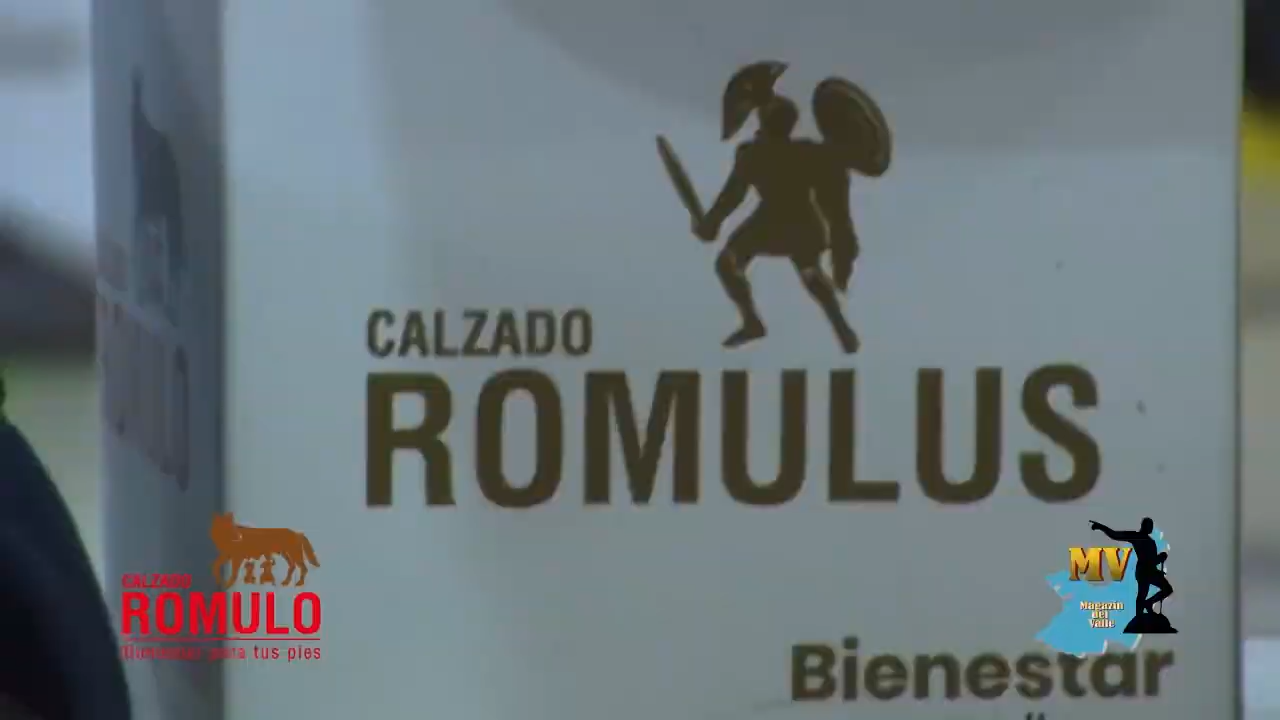 CALZADO
ROMULUS
CALZADO
ROMULO
Bienestar para tus pies
MV
Magazin
del
Valle
Bienestar